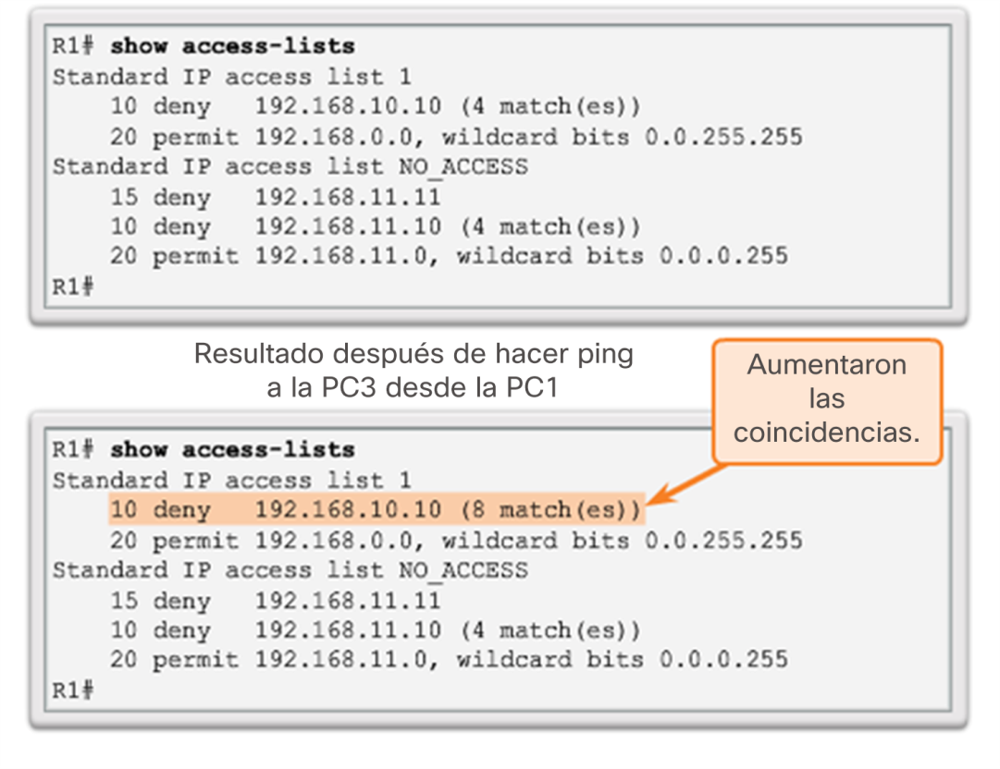 R1# show access-lists
Standard IP access list 1
    10 deny   192.168.10.10 (4 match(es))
    20 permit 192.168.0.0, wildcard bits 0.0.255.255
Standard IP access list NO_ACCESS
    15 deny   192.168.11.11
    10 deny   192.168.11.10 (4 match(es))
    20 permit 192.168.11.0, wildcard bits 0.0.0.255
R1#
Resultado después de hacer ping
a la PC3 desde la PC1
Aumentaron
las
coincidencias.
R1# show access-lists
Standard IP access list 1
    10 deny   192.168.10.10 (8 match(es))
    20 permit 192.168.0.0, wildcard bits 0.0.255.255
Standard IP access list NO_ACCESS
    15 deny   192.168.11.11
    10 deny   192.168.11.10 (4 match(es))
    20 permit 192.168.11.0, wildcard bits 0.0.0.255
R1#